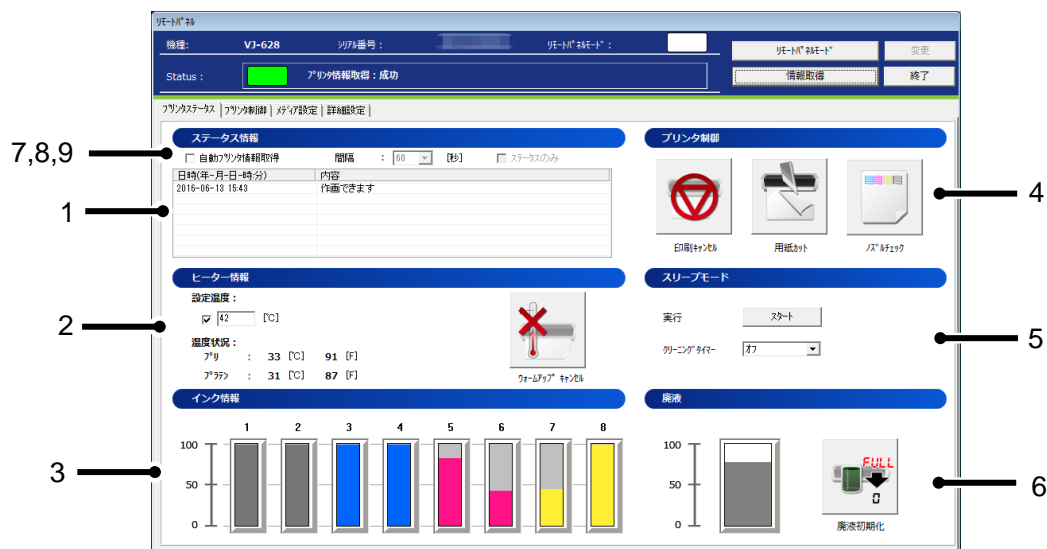 リモートパネル
機種: VJ-628 シリアル番号: リモートパネルモード:
リモートパネルモード 変更
Status: プリンタ情報取得:成功
情報取得 終了
プリンタステータス プリンタ制御 メディア設定 詳細設定
ステータス情報
7,8,9
自動プリンタ情報取得 間隔 : 60 [秒] ステータスのみ
日時(年-月-日-時:分) 内容
2016-06-13 15:43 作画できます
1
プリンタ制御
4
印刷キャンセル 用紙カット ノズルチェック
ヒーター情報
設定温度:
42 [℃]
2
温度状況:
プリ : 33 [℃] 91 [F]
プラテン : 31 [℃] 87 [F]
ウォームアップ キャンセル
スリープモード
実行 スタート
5
クリーニングタイマー オフ
インク情報
1 2 3 4 5 6 7 8
100
50
0
3
廃液
100
50
0
FULL
0
6
廃液初期化